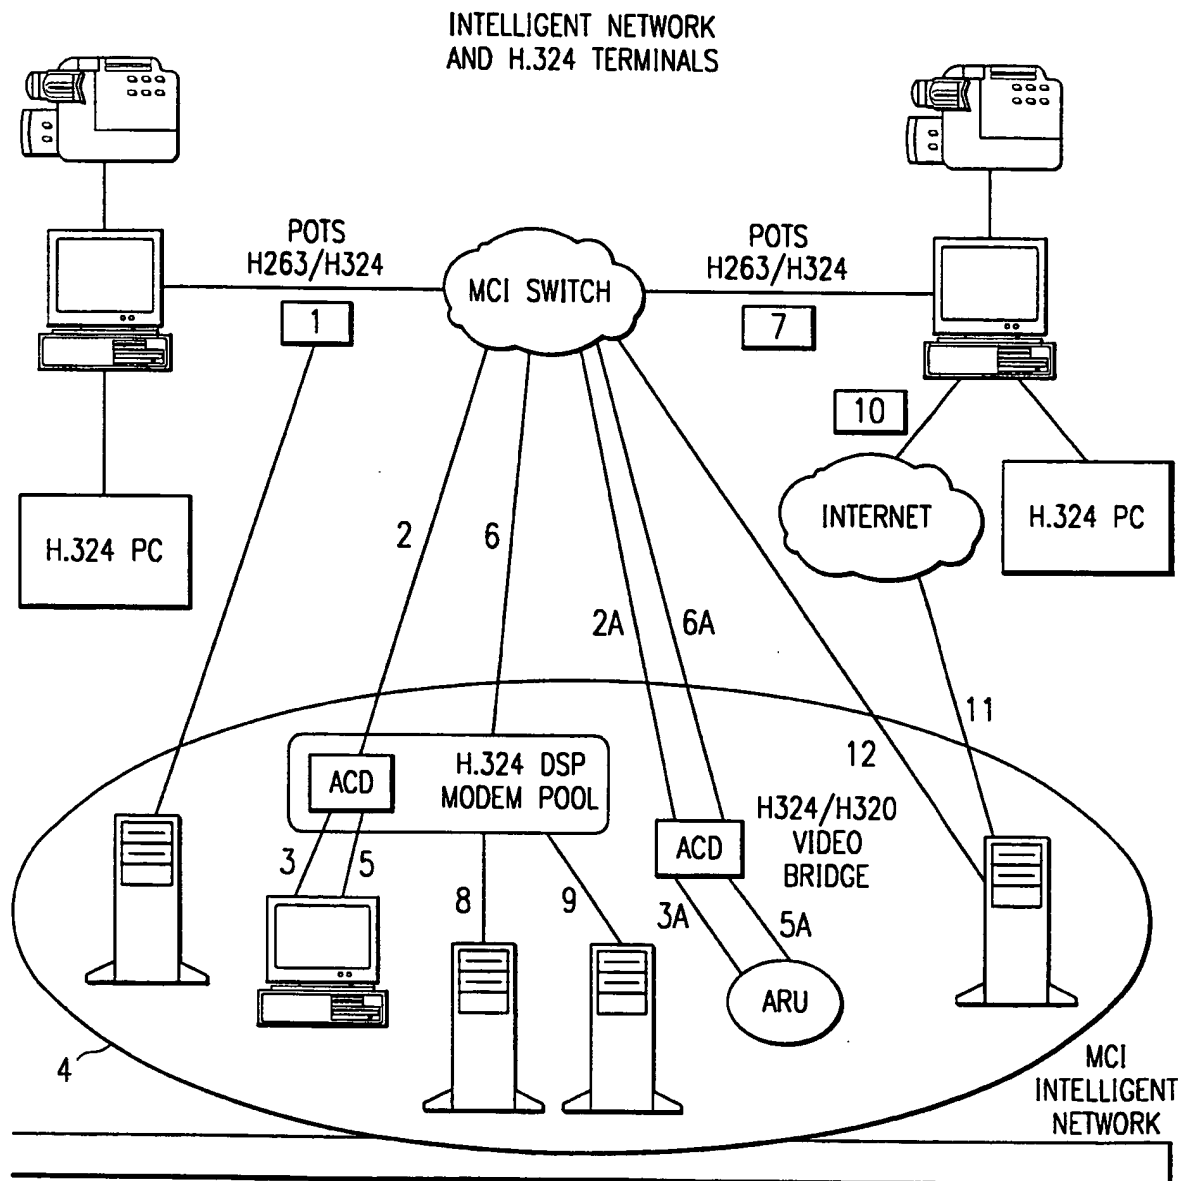 INTELLIGENT NETWORK
AND H.324 TERMINALS
POTS
H263/H324
MCI SWITCH
POTS
H263/H324
1
7
10
H.324 PC
2
6
INTERNET
H.324 PC
2A
6A
11
12
ACD
H.324 DSP
MODEM POOL
H324/H320
VIDEO
BRIDGE
ACD
3
5
8
9
3A
5A
ARU
4
MCI
INTELLIGENT
NETWORK